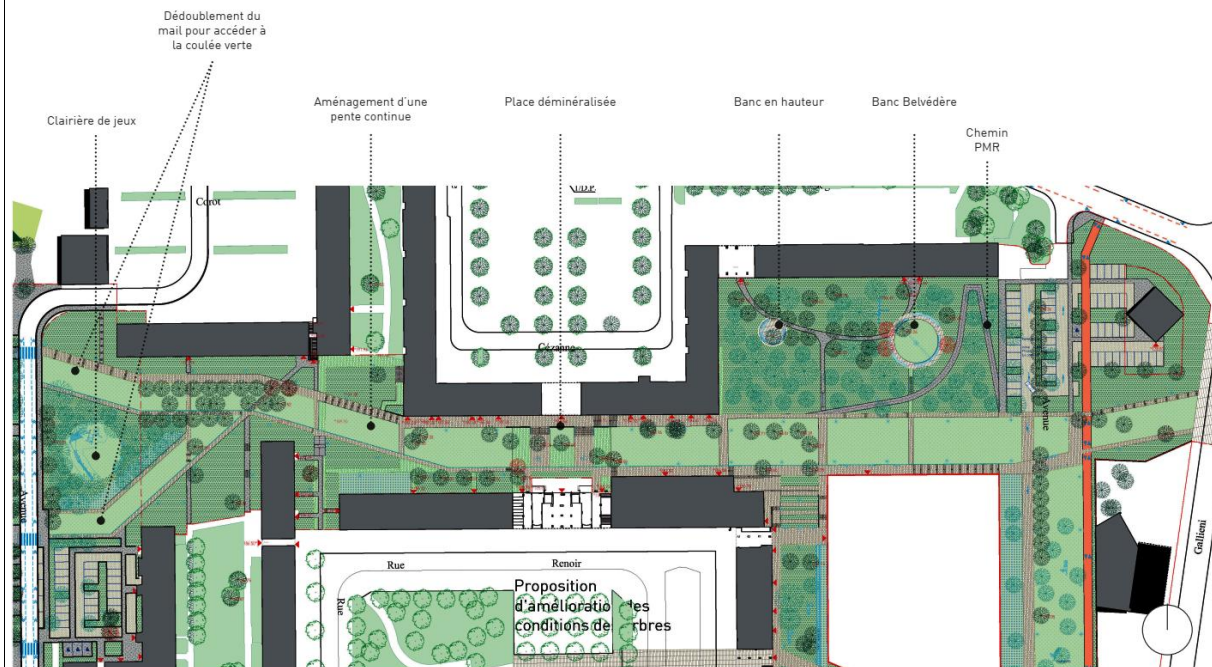 Dédoublement du
mail pour accéder à
la coulée verte
Clairière de jeux
Aménagement d'une
pente continue
Place déminéralisée
Banc en hauteur
Banc Belvédère
Chemin
PMR
Corot
I.D.P.
Cézanne
Avenue
Avenue
Gallieni
Rue
Renoir
Rue
Proposition
d'amélioratio des
conditions de rbres